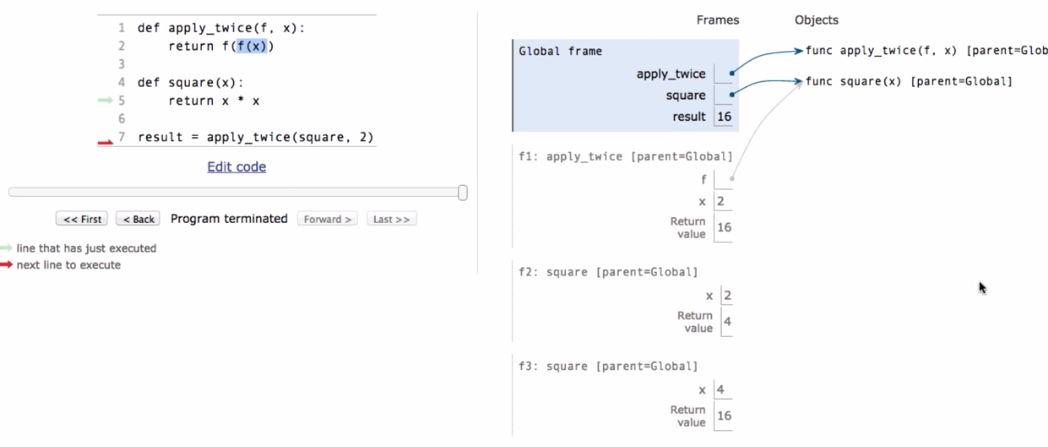 1 def apply_twice(f, x):
2 return f(f(x))
3
4 def square(x):
5 return x * x
6
7 result = apply_twice(square, 2)
Edit code
<< First < Back Program terminated Forward > Last >>
line that has just executed
next line to execute
Frames Objects
Global frame
apply_twice
square
result 16
func apply_twice(f, x) [parent=Glob
func square(x) [parent=Global]
f1: apply_twice [parent=Global]
f
x 2
Return
value 16
f2: square [parent=Global]
x 2
Return
value 4
f3: square [parent=Global]
x 4
Return
value 16